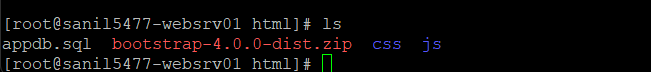 [root@sanil5477-websrv01 html]# ls
appdb.sql bootstrap-4.0.0-dist.zip css js
[root@sanil5477-websrv01 html]#